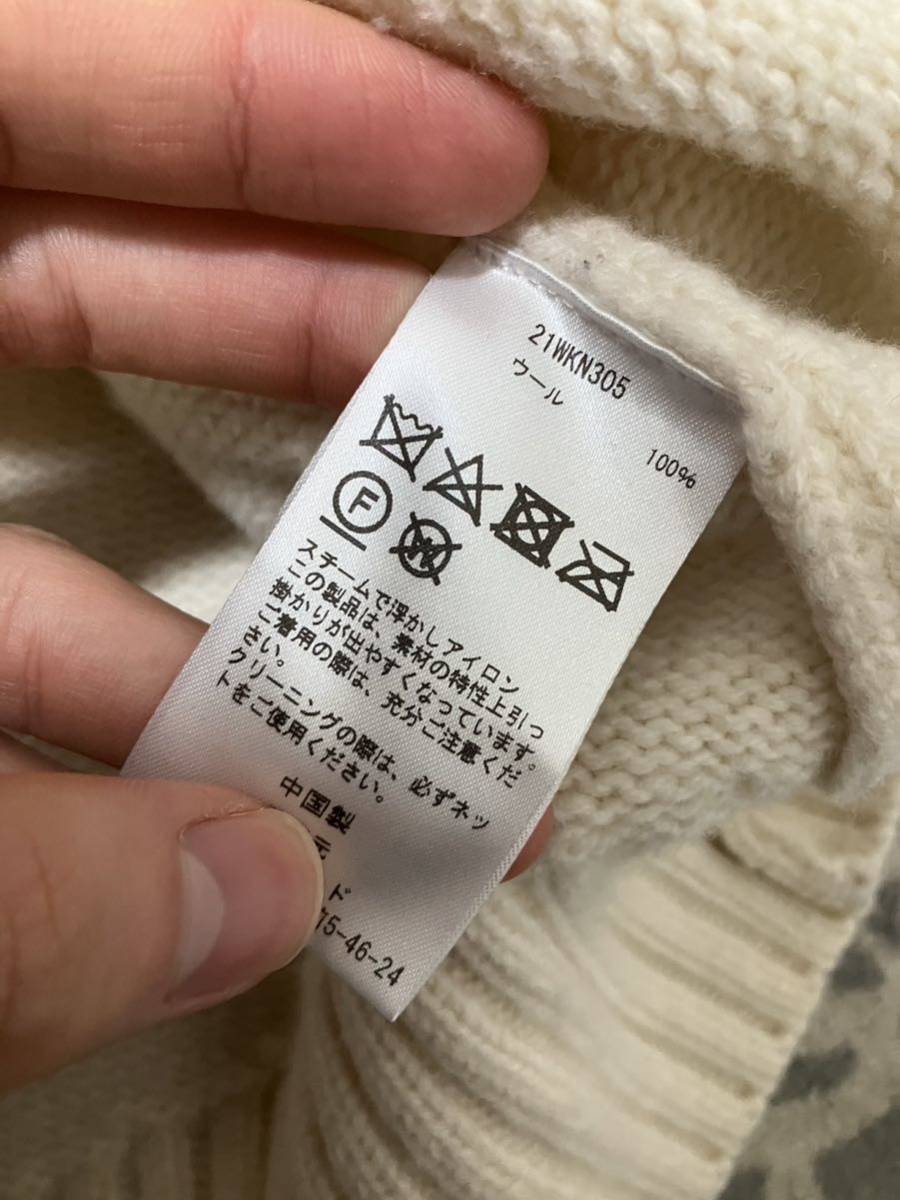 21WKN305
ウール
100%
F
W
スチームで浮かしアイロン
この製品は、素材の特性上引っ
掛かりが出やすくなっています。
ご着用の際は、充分ご注意くだ
さい。
クリーニングの際は、必ずネッ
トをご使用ください。
中国製
元
ド
75-46-24